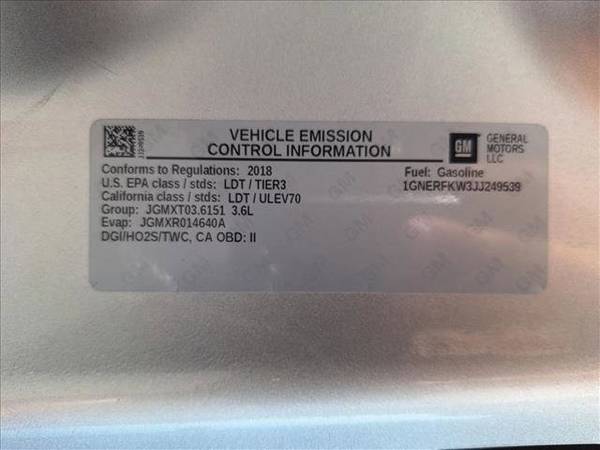 VEHICLE EMISSION
CONTROL INFORMATION
GM
GENERAL
MOTORS
LLC
Conforms to Regulations: 2018
U.S. EPA class / stds: LDT / TIER3
California class / stds: LDT / ULEV70
Group: JGMXT03.6151 3.6L
Evap: JGMXR014640A
DGI/HO2S/TWC, CA OBD: II
Fuel: Gasoline
1GNERFKW3JJ249539